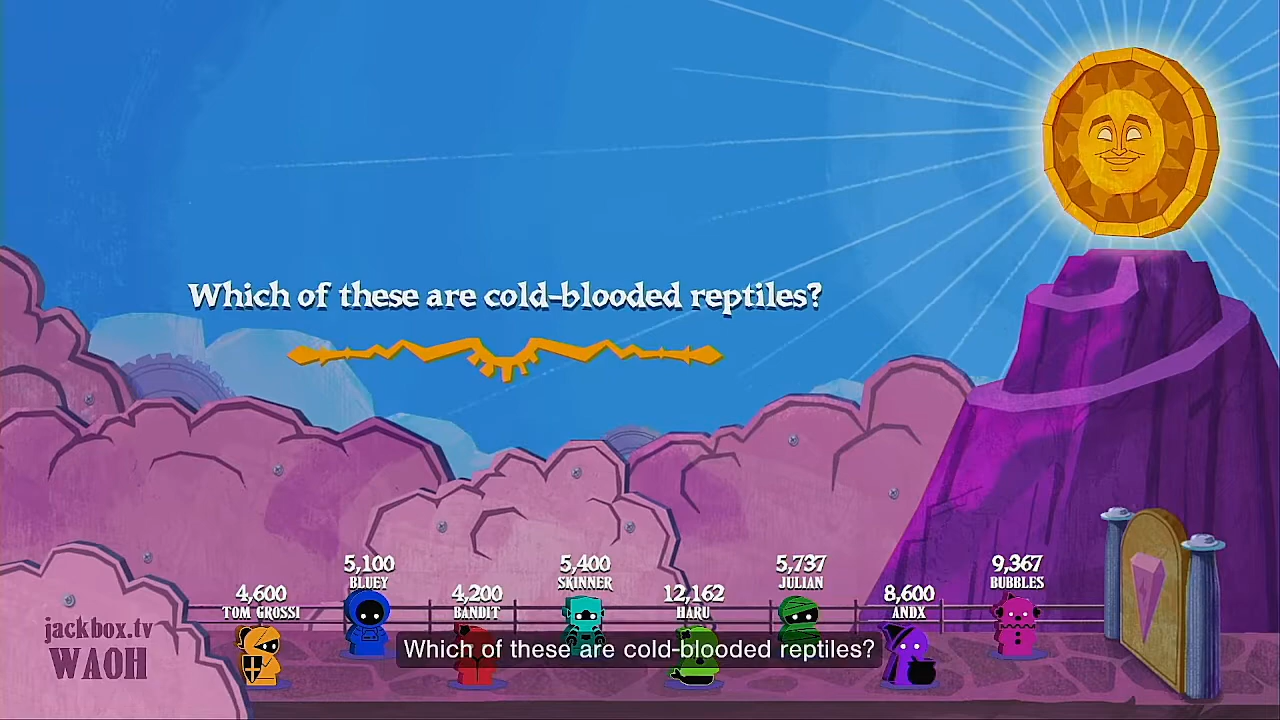 Which of these are cold-blooded reptiles?
5,100
BLUEY
5,400
SKINNER
5,737
JULIAN
9,367
BUBBLES
4,600
TOM GROSSI
4,200
BANDIT
12,162
HARU
8,600
ANDX
jackbox.tv
WAOH
Which of these are cold-blooded reptiles?